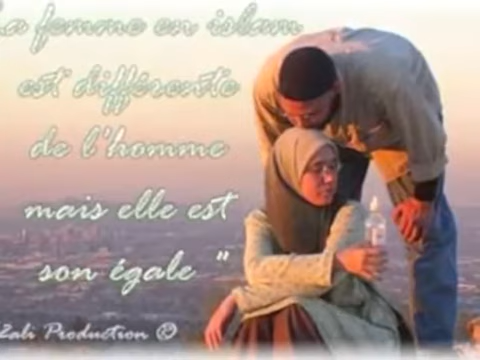 La femme en islam
est différente
de l'homme
mais elle est
son égale "
Zali Production ©